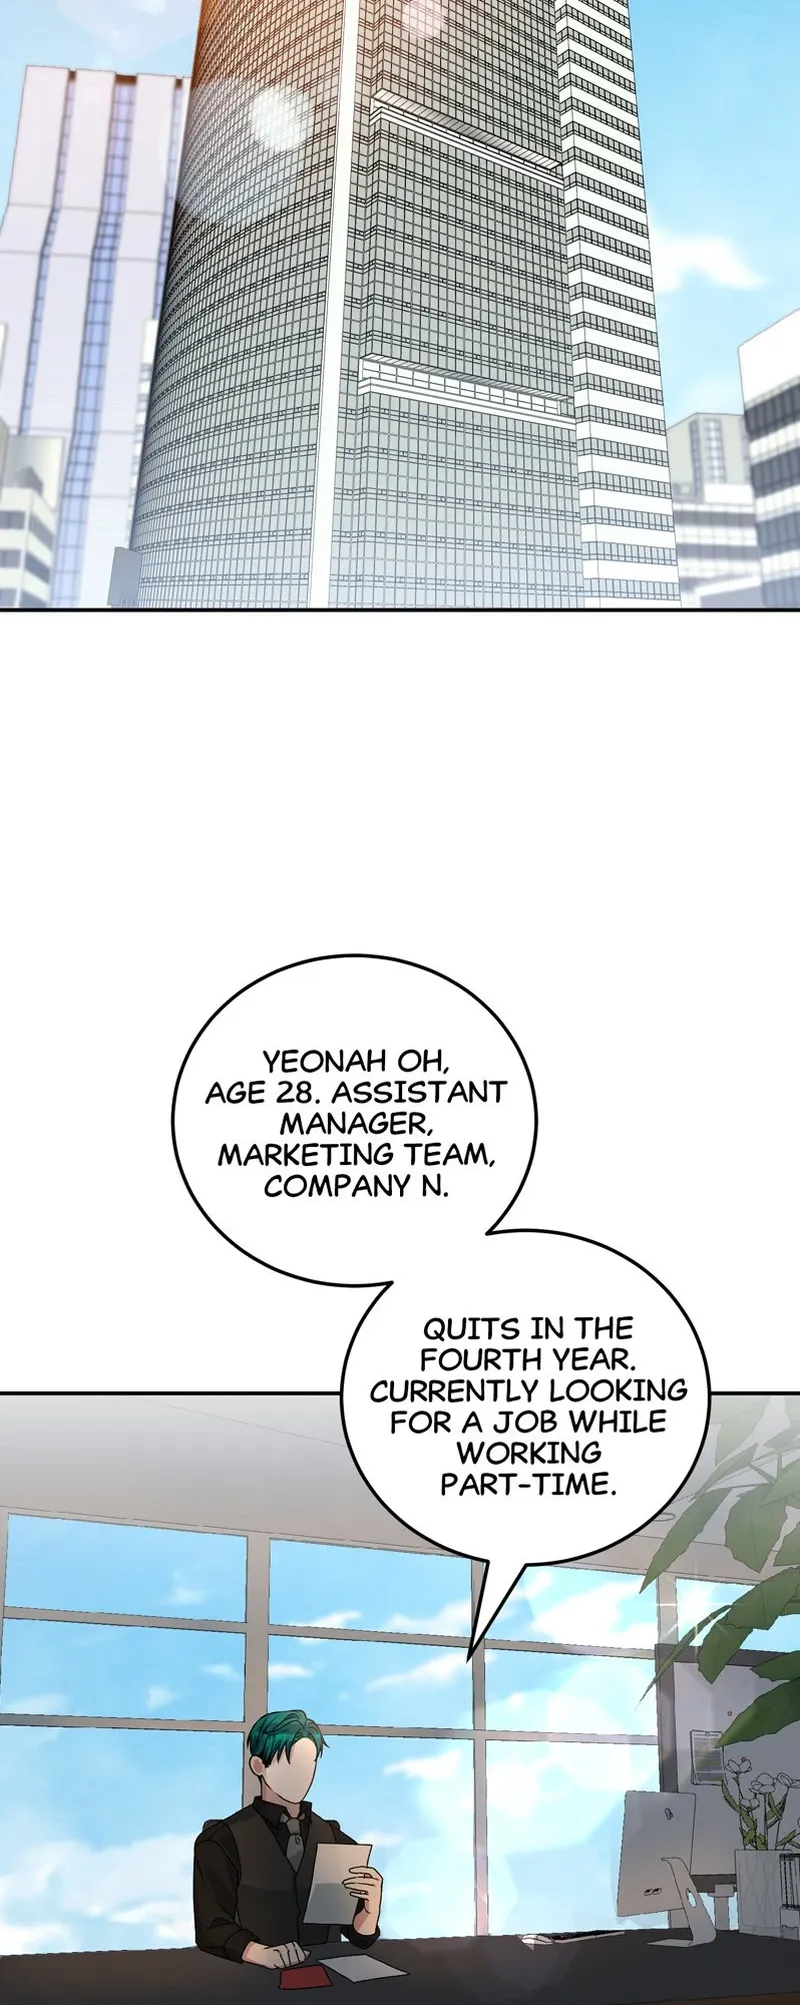 YEONAH OH,
AGE 28. ASSISTANT
MANAGER,
MARKETING TEAM,
COMPANY N.
QUITS IN THE
FOURTH YEAR.
CURRENTLY LOOKING
FOR A JOB WHILE
WORKING
PART-TIME.